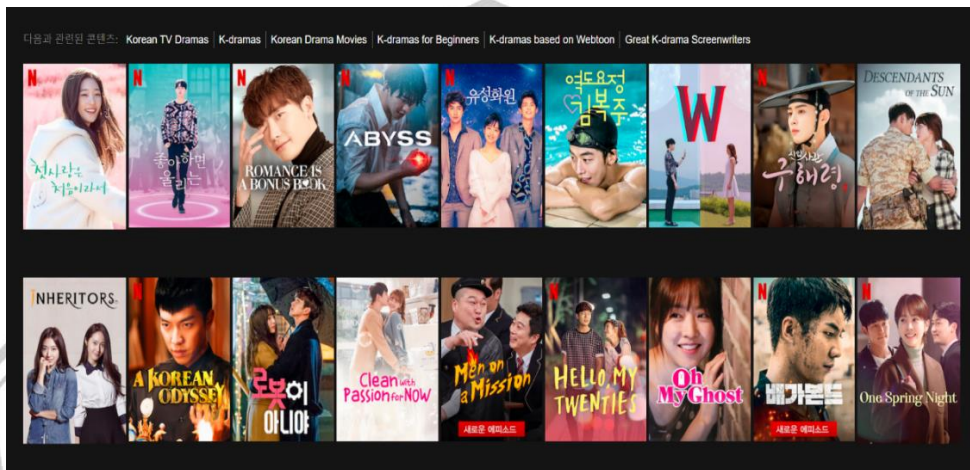 다음과 관련된 콘텐츠: Korean TV Dramas | K-dramas | Korean Drama Movies | K-dramas for Beginners | K-dramas based on Webtoon | Great K-drama Screenwriters
N
첫사랑은
처음이라서
N
좋아하면
울리는
N
ROMANCE IS
A BONUS BOOK
N
ABYSS
N
유성화원
역도요정
김복주
W
N
신입사관
구해령
DESCENDANTS
OF THE SUN
INHERITORS
N
A KOREAN
ODYSSEY
로봇이
아니야
Clean with
Passion for NOW
Men on
a Mission
새로운 에피소드
N
HELLO, MY
TWENTIES
Oh
My Ghost
N
배가본드
새로운 에피소드
N
One Spring Night